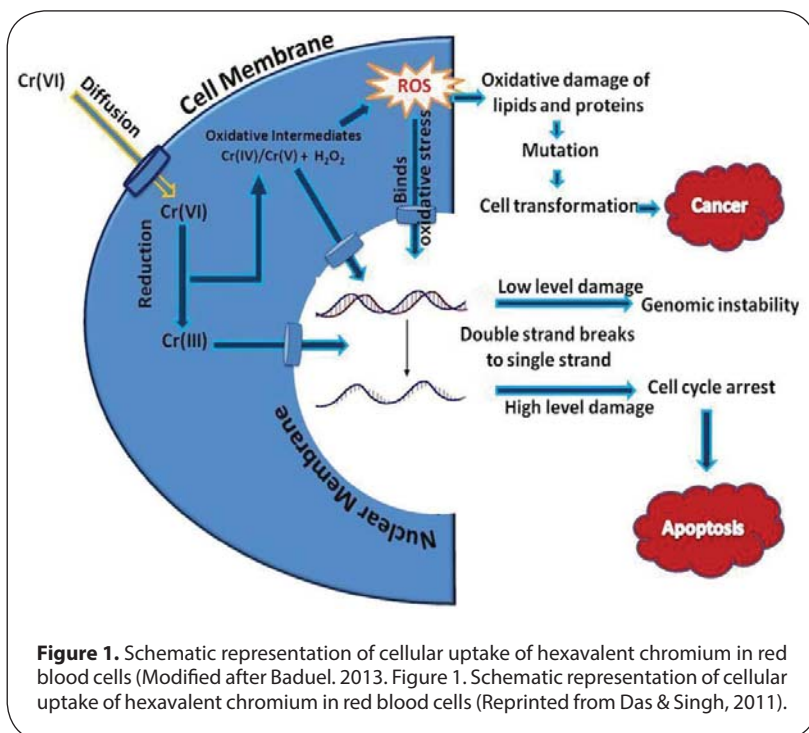 Cr(VI)
Diffusion
Cell Membrane
ROS
Oxidative damage of
lipids and proteins
Oxidative Intermediates
Cr(IV)/Cr(V) + H₂O₂
Binds
oxidative stress
Mutation
Cell transformation
Cancer
Cr(VI)
Reduction
Cr(III)
Low level damage
Genomic instability
Double strand breaks
to single strand
Cell cycle arrest
High level damage
Nuclear Membrane
Apoptosis
Figure 1. Schematic representation of cellular uptake of hexavalent chromium in red
blood cells (Modified after Baduel. 2013. Figure 1. Schematic representation of cellular
uptake of hexavalent chromium in red blood cells (Reprinted from Das & Singh, 2011).